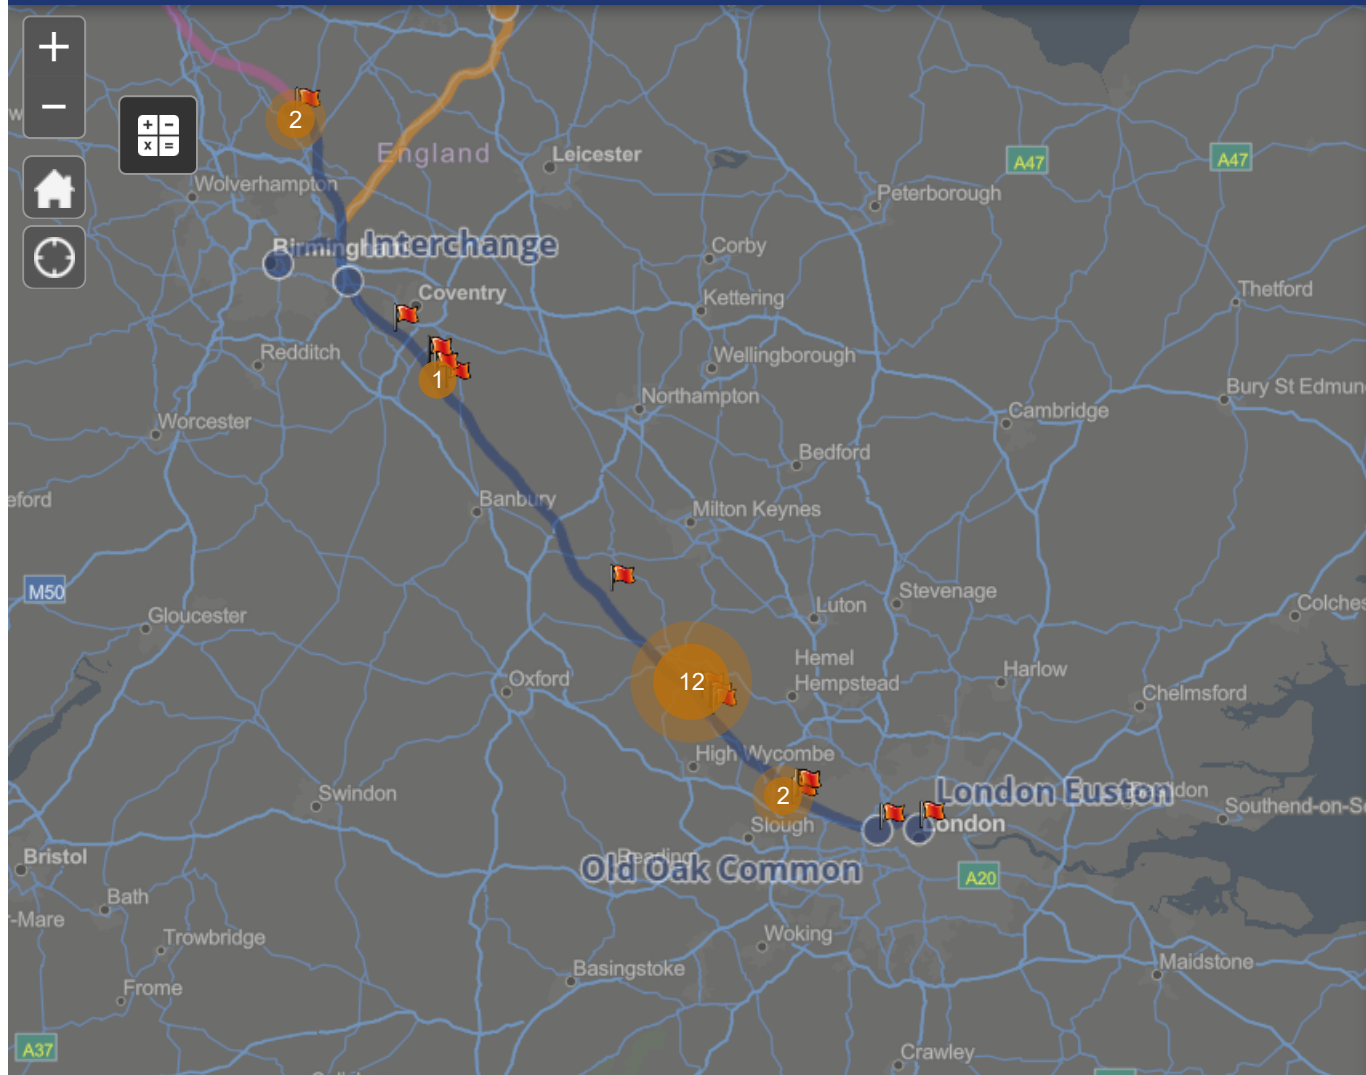 +
−
+ −
x =
2
England
Leicester
A47
A47
Wolverhampton
Peterborough
Birmingham
Interchange
Corby
Coventry
Kettering
Thetford
Redditch
Wellingborough
1
Northampton
Bury St Edmun
Worcester
Cambridge
Bedford
eford
Banbury
Milton Keynes
M50
Stevenage
Gloucester
Luton
Colches
Hemel
Hempstead
Oxford
12
Harlow
Chelmsford
High Wycombe
Swindon
2
London Euston
Southend-on-S
Slough
London
Bristol
Reading
Old Oak Common
A20
Bath
r-Mare
Trowbridge
Woking
Basingstoke
Maidstone
Frome
A37
Crawley